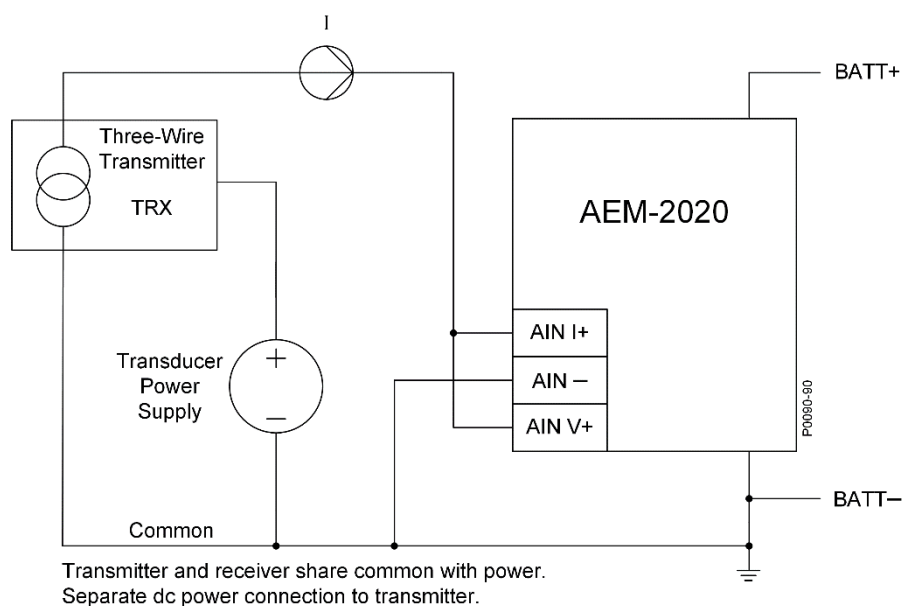 I
BATT+
Three-Wire
Transmitter
TRX
AEM-2020
AIN I+
AIN –
AIN V+
Transducer
Power
Supply
+
–
P0090-90
BATT–
Common
Transmitter and receiver share common with power.
Separate dc power connection to transmitter.